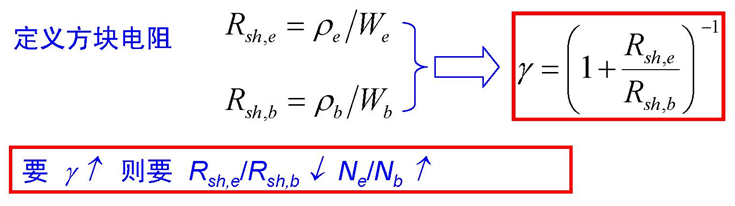 定义方块电阻
R_{sh,e} = ρ_e/W_e
R_{sh,b} = ρ_b/W_b
γ = (1 + R_{sh,e}/R_{sh,b})^{-1}
要 γ↑ 则要 R_{sh,e}/R_{sh,b} ↓ N_e/N_b ↑